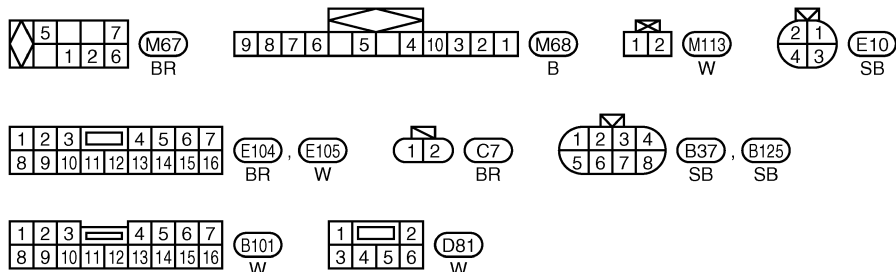 5 7 M67
1 2 6 BR
9 8 7 6 5 4 10 3 2 1 M68
B
1 2 M113
W
2 1 E10
4 3 SB
1 2 3 4 5 6 7 E104 , E105
8 9 10 11 12 13 14 15 16 BR W
1 2 C7
BR
1 2 3 4 B37 , B125
5 6 7 8 SB SB
1 2 3 4 5 6 7 B101
8 9 10 11 12 13 14 15 16 W
1 2 D81
3 4 5 6 W